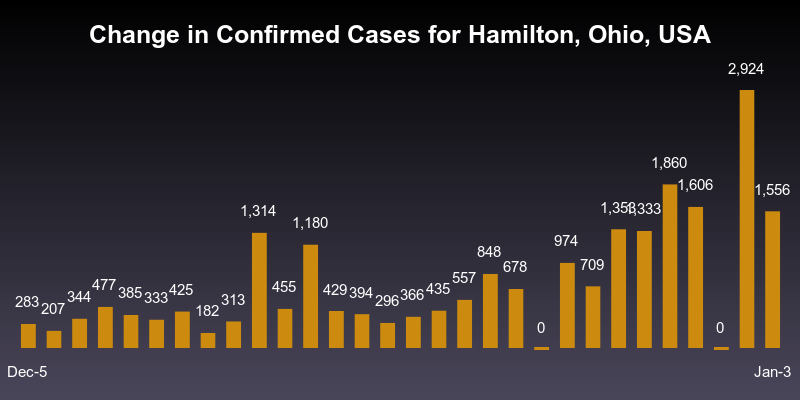 Change in Confirmed Cases for Hamilton, Ohio, USA
283 207 344 477 385 333 425 182 313 1,314 455 1,180 429 394 296 366 435 557 848 678 0 974 709 1,333 1,860 1,606 0 2,924 1,556
Dec-5 Jan-3